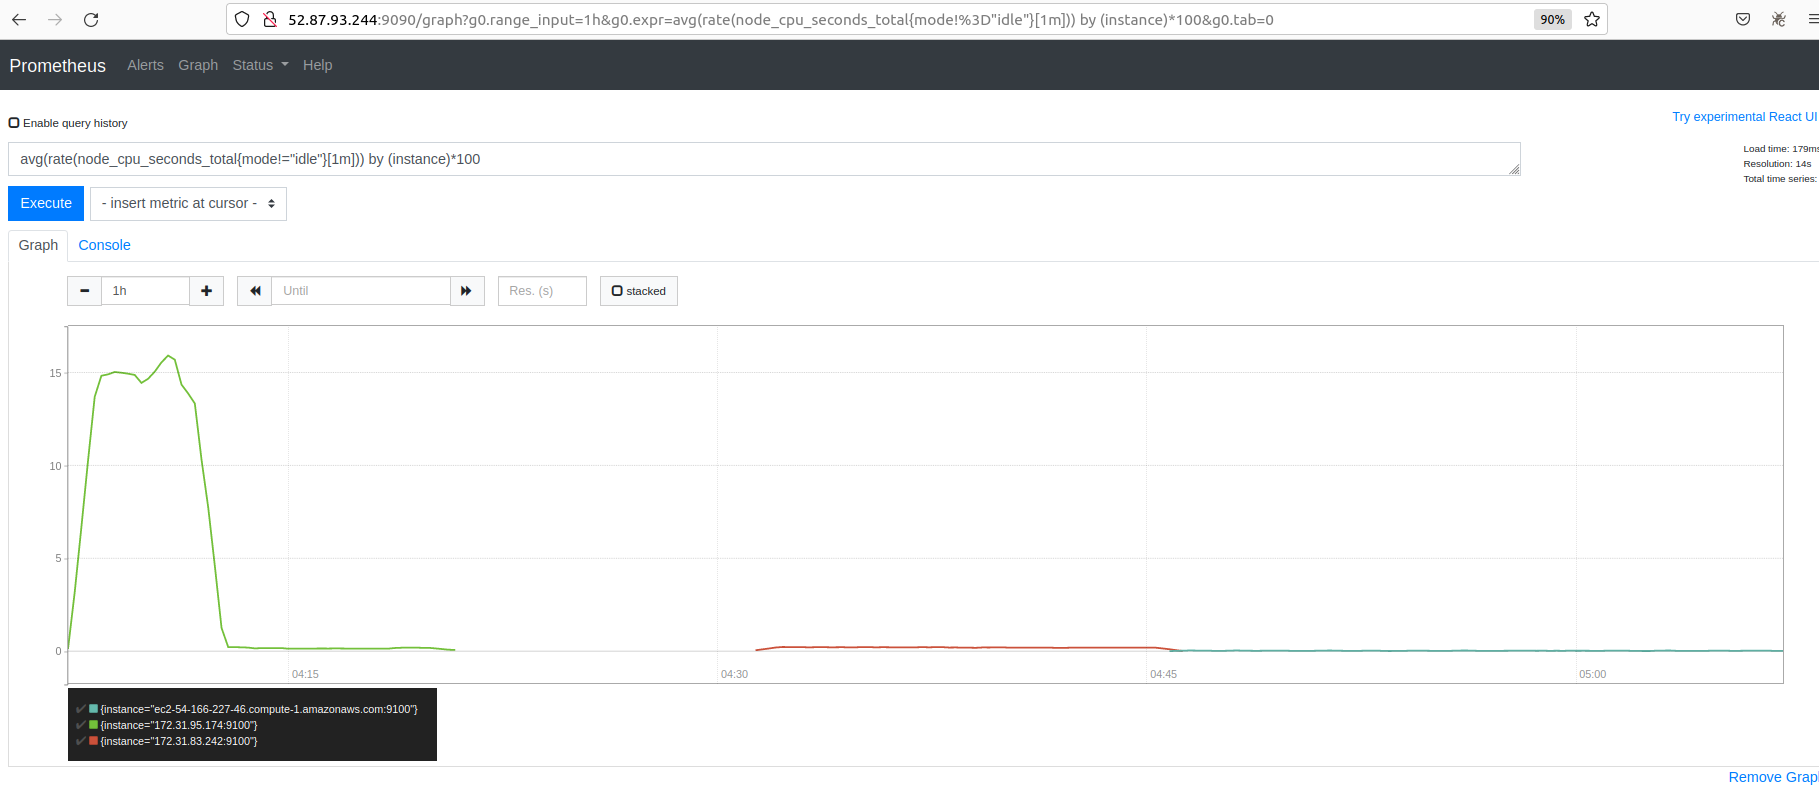 52.87.93.244:9090/graph?g0.range_input=1h&g0.expr=avg(rate(node_cpu_seconds_total{mode!%3D"idle"}[1m])) by (instance)*100&g0.tab=0
90%
Prometheus Alerts Graph Status Help
Enable query history
Try experimental React UI
avg(rate(node_cpu_seconds_total{mode!="idle"}[1m])) by (instance)*100
Load time: 179ms
Resolution: 14s
Total time series:
Execute - insert metric at cursor -
Graph Console
1h Until Res. (s) stacked
15
10
5
0
04:15 04:30 04:45 05:00
{instance="ec2-54-166-227-46.compute-1.amazonaws.com:9100"}
{instance="172.31.95.174:9100"}
{instance="172.31.83.242:9100"}
Remove Grap